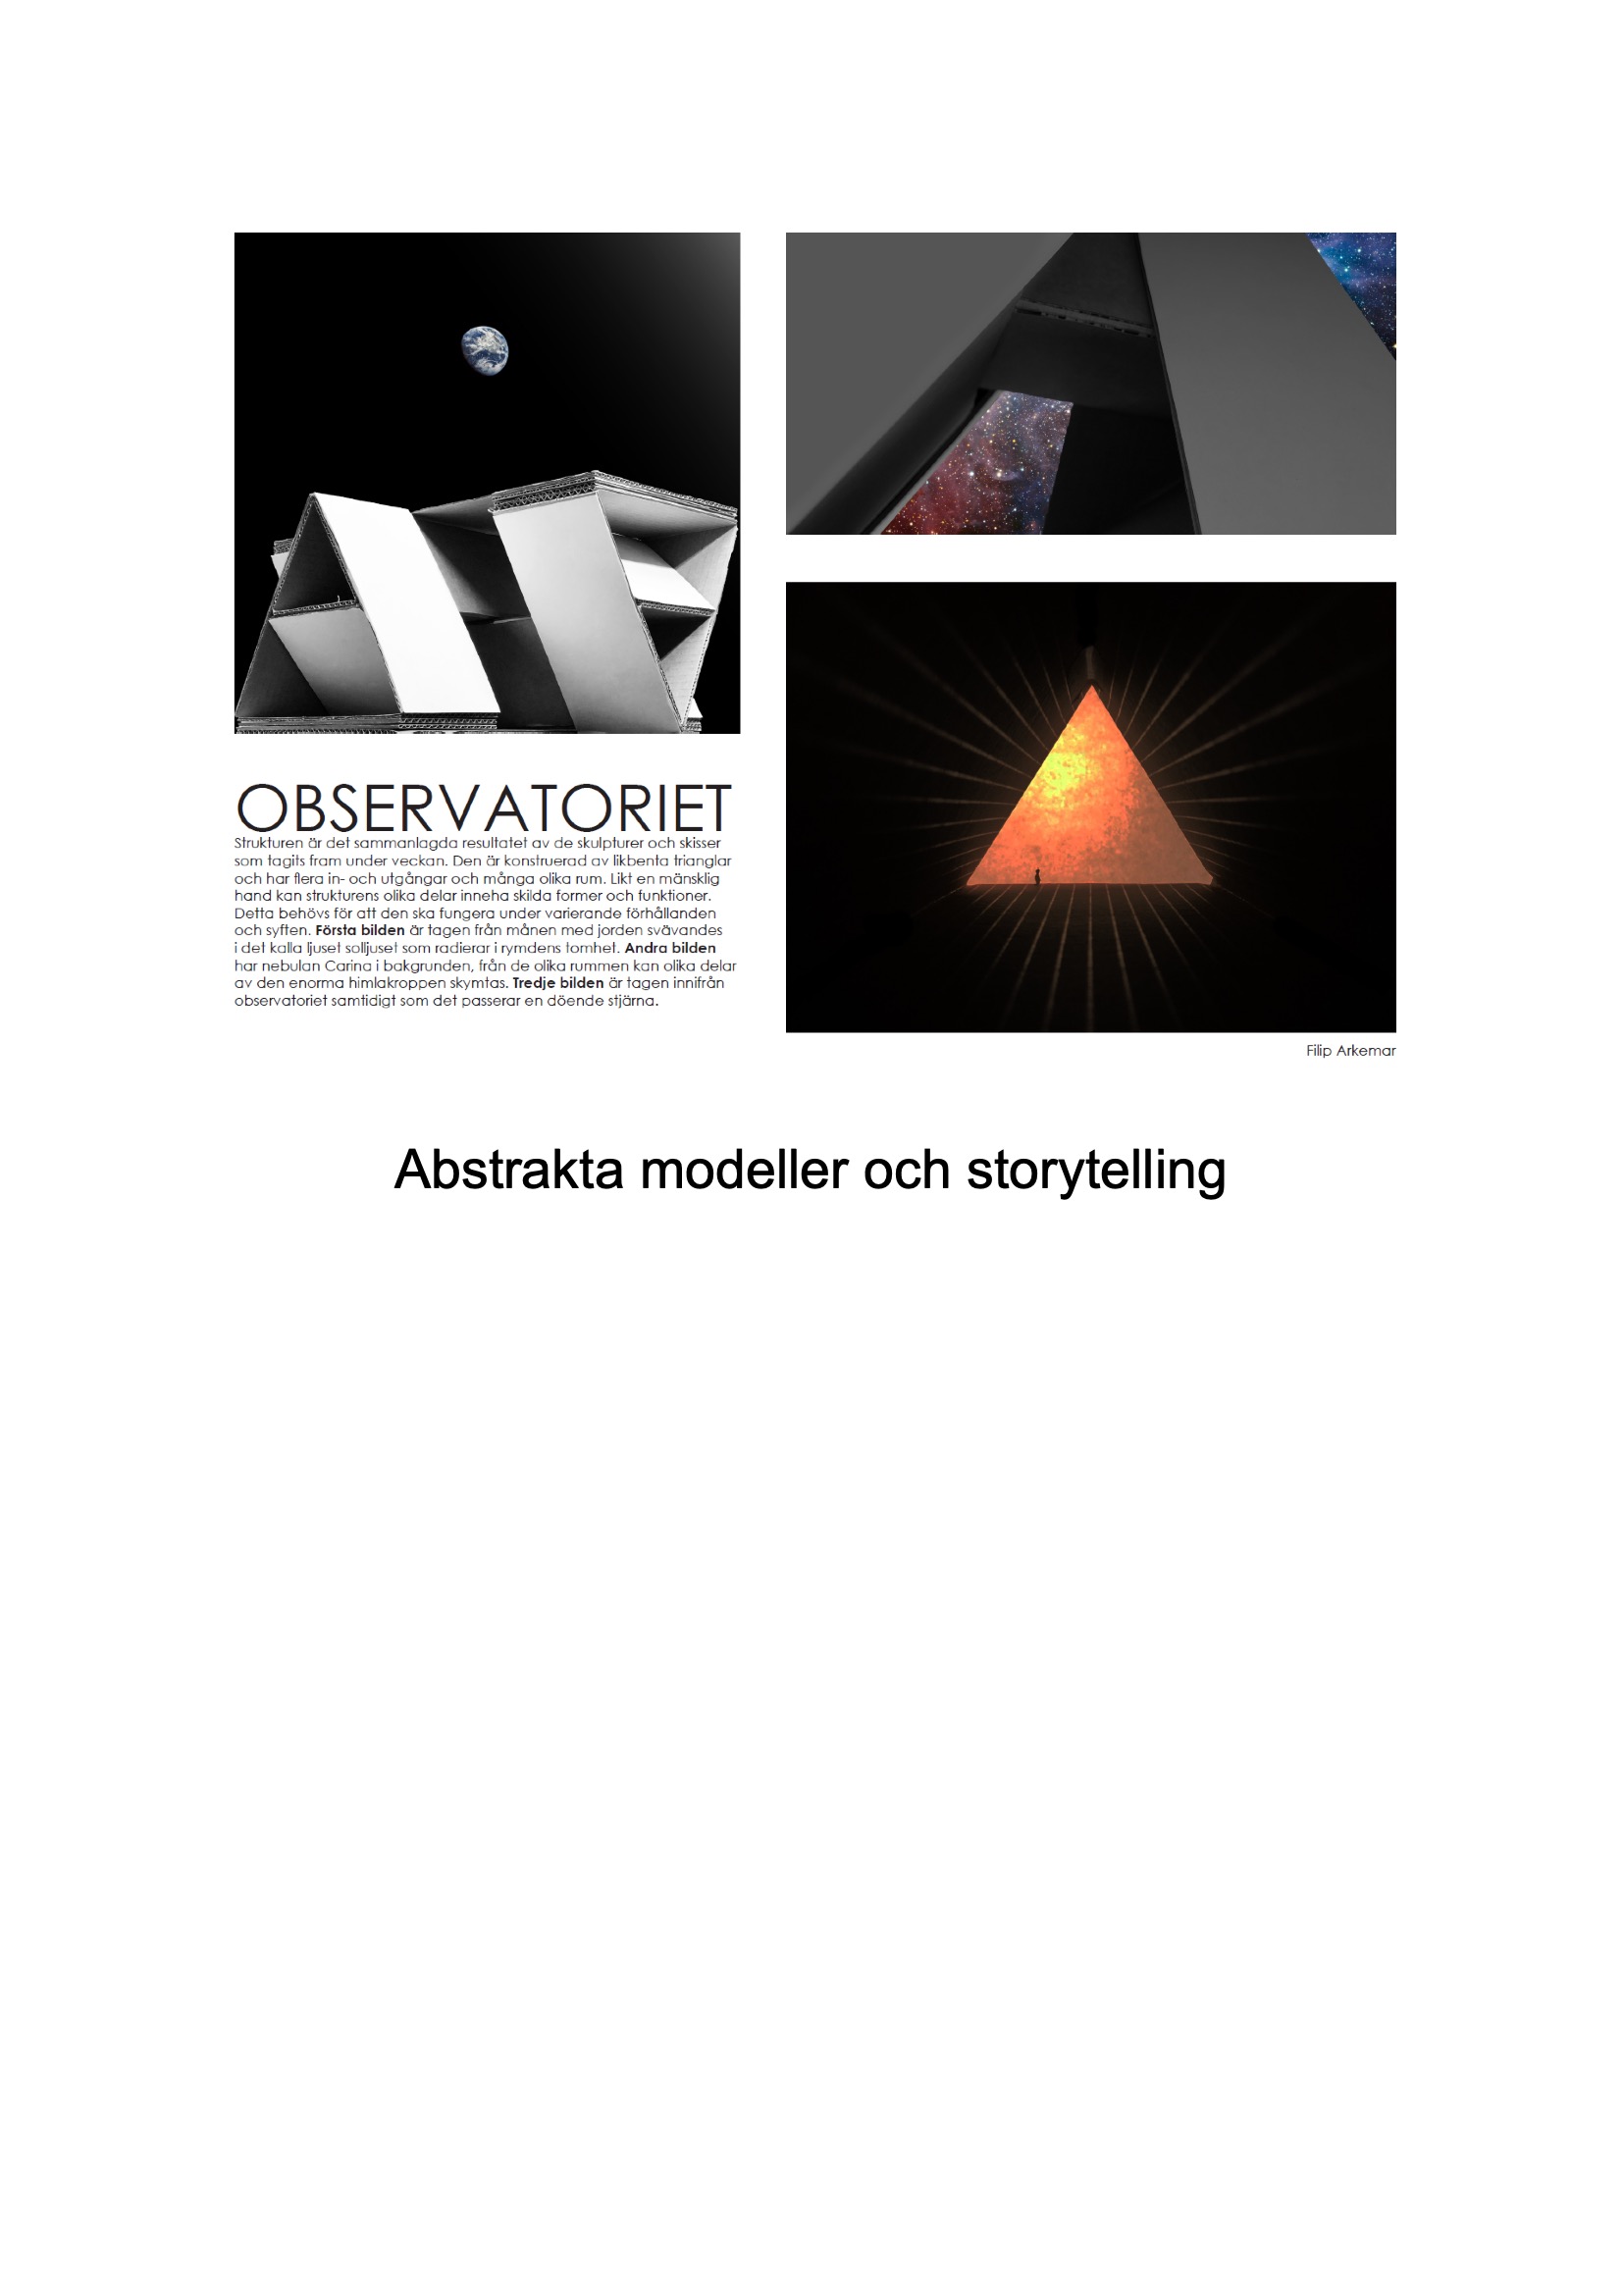 OBSERVATORIET
Strukturen är det sammanlagda resultatet av de skulpturer och skisser
som tagits fram under veckan. Den är konstruerad av likbenta trianglar
och har flera in- och utgångar och många olika rum. Likt en mänsklig
hand kan strukturens olika delar inneha skilda former och funktioner.
Detta behövs för att den ska fungera under varierande förhållanden
och syften. Första bilden är tagen från månen med jorden svävandes
i det kalla ljuset solljuset som radierar i rymdens tomhet. Andra bilden
har nebulan Carina i bakgrunden, från de olika rummen kan olika delar
av den enorma himlakroppen skymtas. Tredje bilden är tagen innifrån
observatoriet samtidigt som det passerar en döende stjärna.
Filip Arkemar
Abstrakta modeller och storytelling